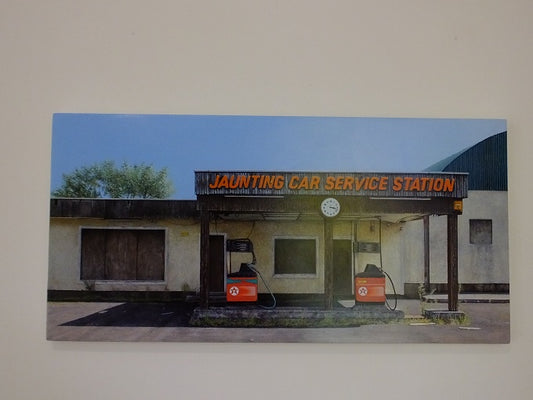 JAUNTING CAR SERVICE STATION